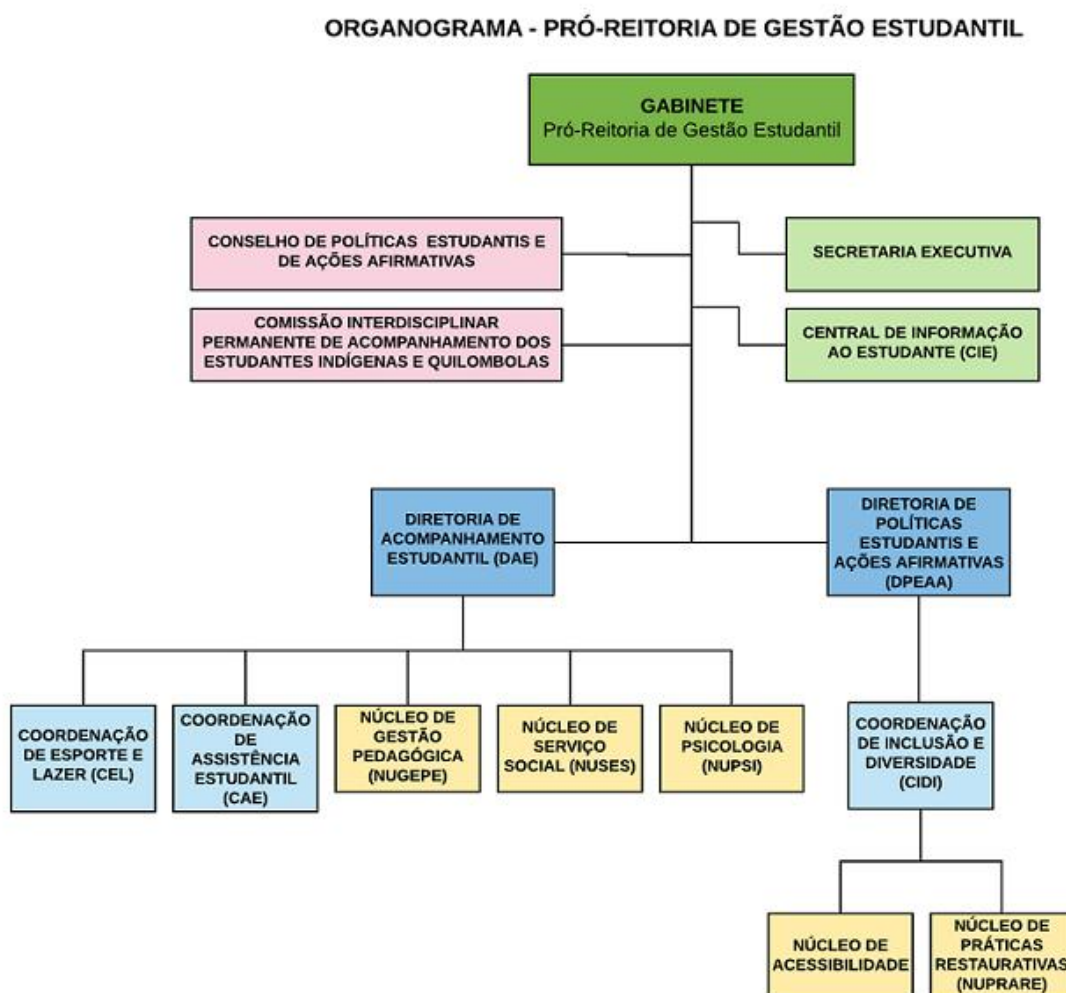 ORGANOGRAMA - PRÓ-REITORIA DE GESTÃO ESTUDANTIL
GABINETE
Pró-Reitoria de Gestão Estudantil
CONSELHO DE POLÍTICAS ESTUDANTIS E
DE AÇÕES AFIRMATIVAS
SECRETARIA EXECUTIVA
COMISSÃO INTERDISCIPLINAR
PERMANENTE DE ACOMPANHAMENTO DOS
ESTUDANTES INDÍGENAS E QUILOMBOLAS
CENTRAL DE INFORMAÇÃO
AO ESTUDANTE (CIE)
DIRETORIA DE
ACOMPANHAMENTO
ESTUDANTIL (DAE)
DIRETORIA DE
POLÍTICAS
ESTUDANTIS E
AÇÕES AFIRMATIVAS
(DPEAA)
COORDENAÇÃO
DE ESPORTE E
LAZER (CEL)
COORDENAÇÃO
DE
ASSISTÊNCIA
ESTUDANTIL
(CAE)
NÚCLEO DE
GESTÃO
PEDAGÓGICA
(NUGEPE)
NÚCLEO DE
SERVIÇO
SOCIAL (NUSES)
NÚCLEO DE
PSICOLOGIA
(NUPSI)
COORDENAÇÃO
DE INCLUSÃO E
DIVERSIDADE
(CIDI)
NÚCLEO DE
ACESSIBILIDADE
NÚCLEO DE
PRÁTICAS
RESTAURATIVAS
(NUPRARE)